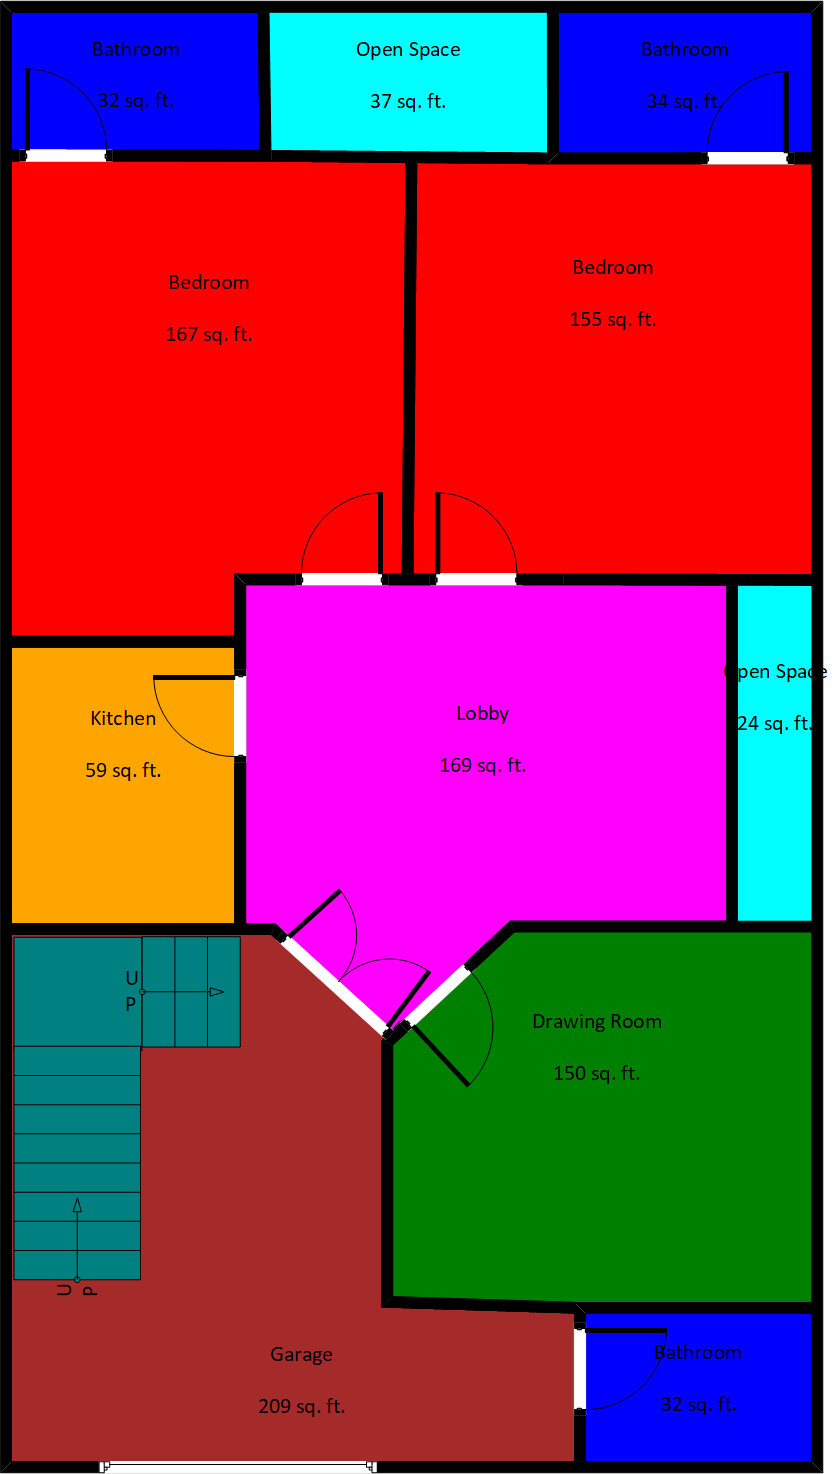 Bathroom
32 sq. ft.
Open Space
37 sq. ft.
Bathroom
34 sq. ft.
Bedroom
167 sq. ft.
Bedroom
155 sq. ft.
Kitchen
59 sq. ft.
Lobby
169 sq. ft.
Open Space
24 sq. ft.
UP
Drawing Room
150 sq. ft.
UP
Garage
209 sq. ft.
Bathroom
32 sq. ft.